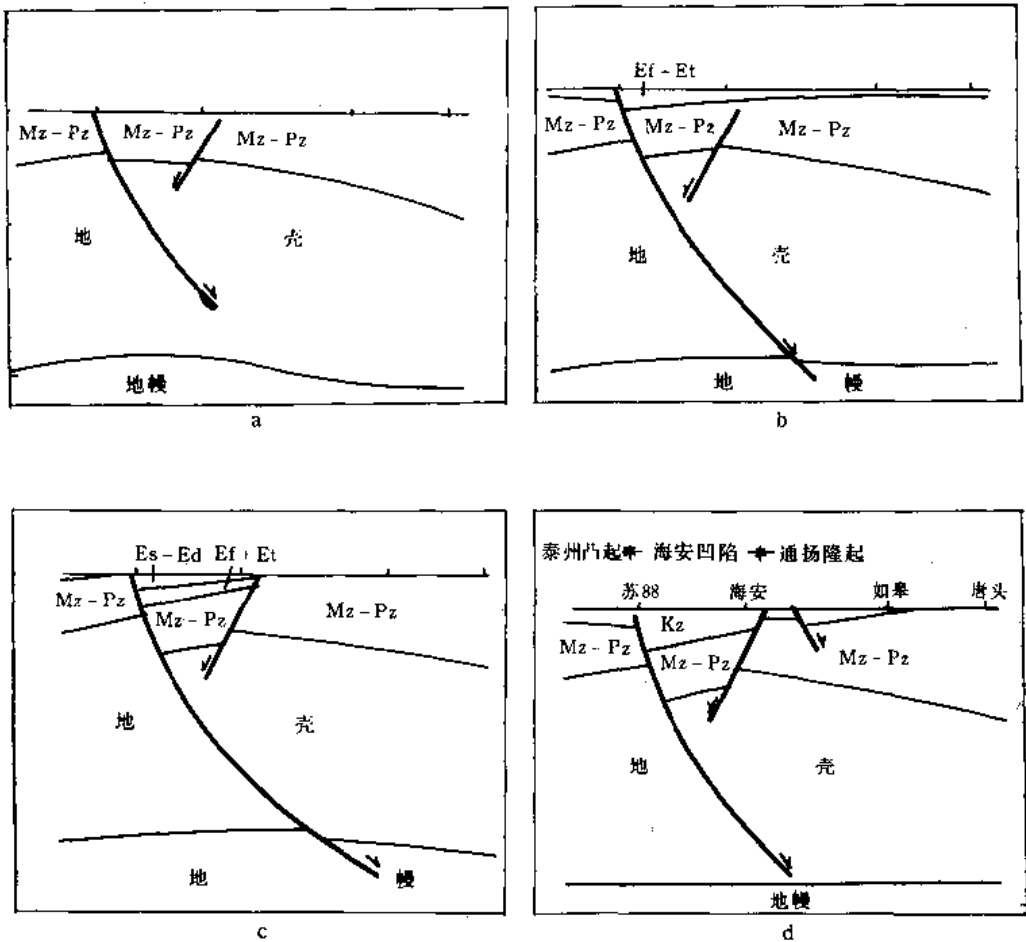 Mz-Pz Mz-Pz Mz-Pz
地 壳
地幔
a
Ef-Et
Mz-Pz Mz-Pz Mz-Pz
地 壳
地 幔
b
Es-Ed Ef+Et
Mz-Pz Mz-Pz Mz-Pz
地 壳
地 幔
c
泰州凸起 海安凹陷 通扬隆起
苏88 海安 如皋 唐头
Kz
Mz-Pz Mz-Pz Mz-Pz
地 壳
地幔
d